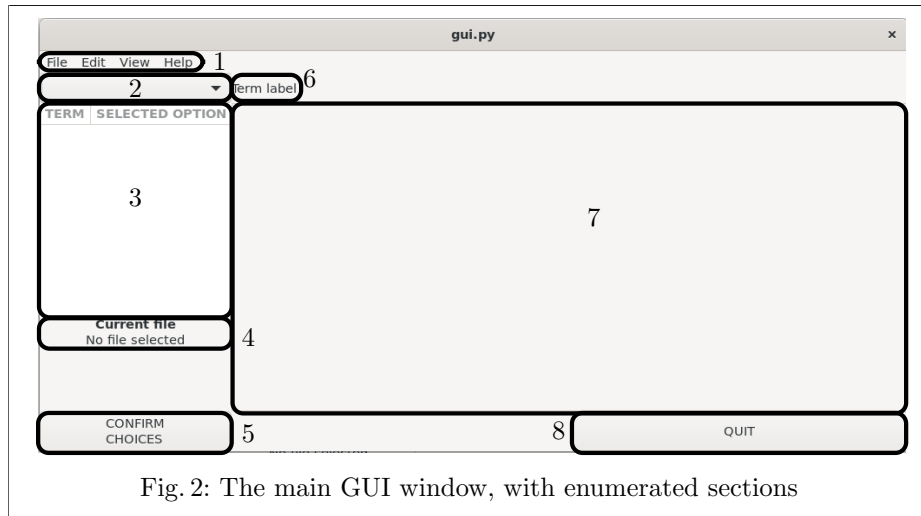 gui.py ×
File Edit View Help 1
2 Term label 6
TERM SELECTED OPTION
3
7
Current file
No file selected
4
CONFIRM
CHOICES
5
8 QUIT
Fig. 2: The main GUI window, with enumerated sections